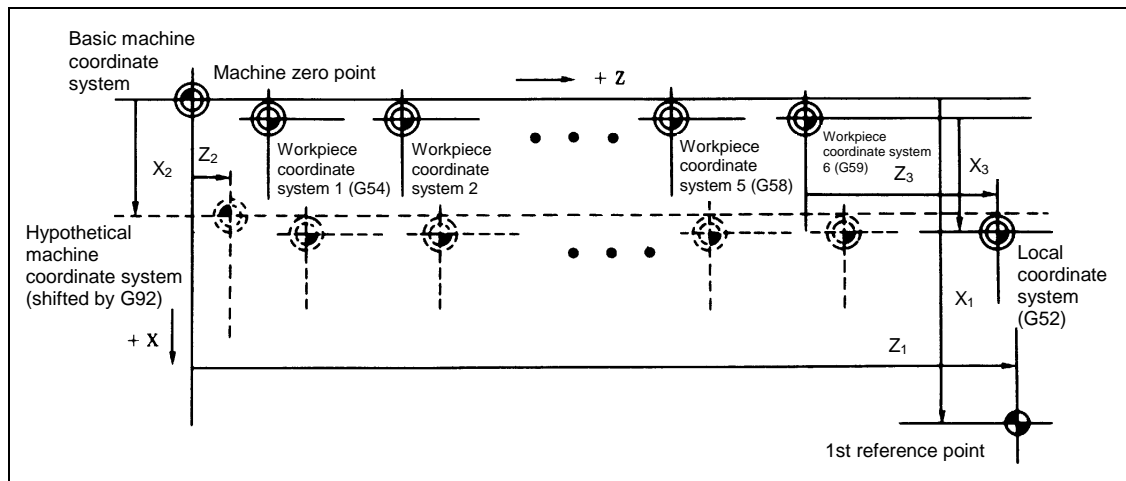 Basic machine
coordinate
system
Machine zero point
+ Z
Workpiece
coordinate
system 1 (G54)
Workpiece
coordinate
system 2
Workpiece
coordinate
system 5 (G58)
Workpiece
coordinate system
6 (G59)
X2
Z2
Z3
X3
Hypothetical
machine
coordinate system
(shifted by G92)
Local
coordinate
system
(G52)
X1
+ X
Z1
1st reference point